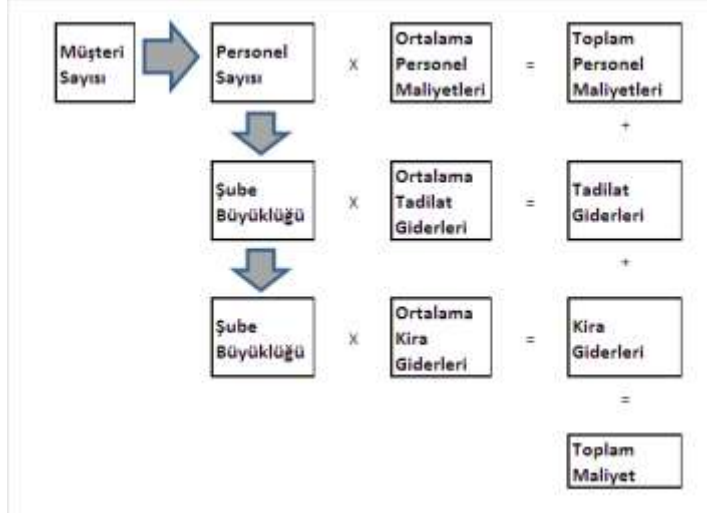 Müşteri
Sayısı
Personel
Sayısı
X
Ortalama
Personel
Maliyetleri
=
Toplam
Personel
Maliyetleri
+
Şube
Büyüklüğü
X
Ortalama
Tadilat
Giderleri
=
Tadilat
Giderleri
+
Şube
Büyüklüğü
X
Ortalama
Kira
Giderleri
=
Kira
Giderleri
=
Toplam
Maliyet